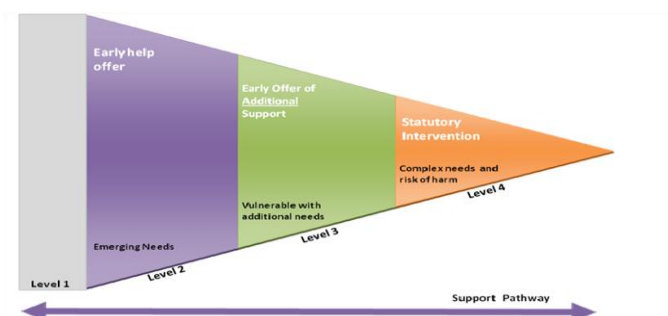 Early help
offer
Early Offer of
Additional
Support
Statutory
Intervention
Complex needs and
risk of harm
Vulnerable with
additional needs
Emerging Needs
Level 1
Level 2
Level 3
Level 4
Support Pathway